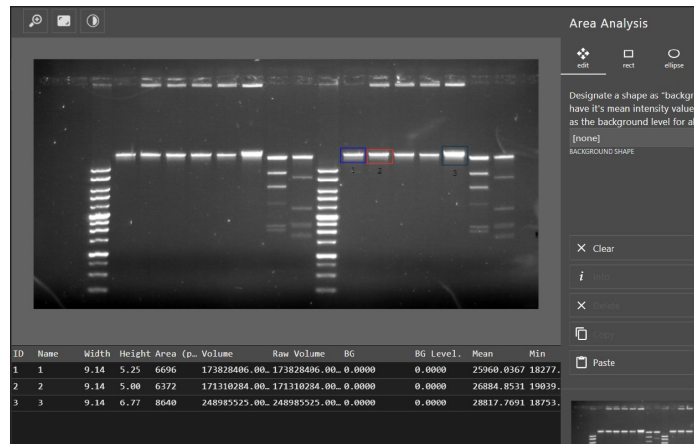 Area Analysis
edit rect ellipse
Designate a shape as "backgr
have it's mean intensity value
as the background level for al
[none]
BACKGROUND SHAPE
1 2 3
Clear
Info
Delete
Copy
Paste
ID Name Width Height Area (p… Volume Raw Volume BG BG Level. Mean Min
1 1 9.14 5.25 6696 173828406.00… 173828406.00… 0.0000 0.0000 25960.0367 18277.
2 2 9.14 5.00 6372 171310284.00… 171310284.00… 0.0000 0.0000 26884.8531 19039.
3 3 9.14 6.77 8640 248985525.00… 248985525.00… 0.0000 0.0000 28817.7691 18753.